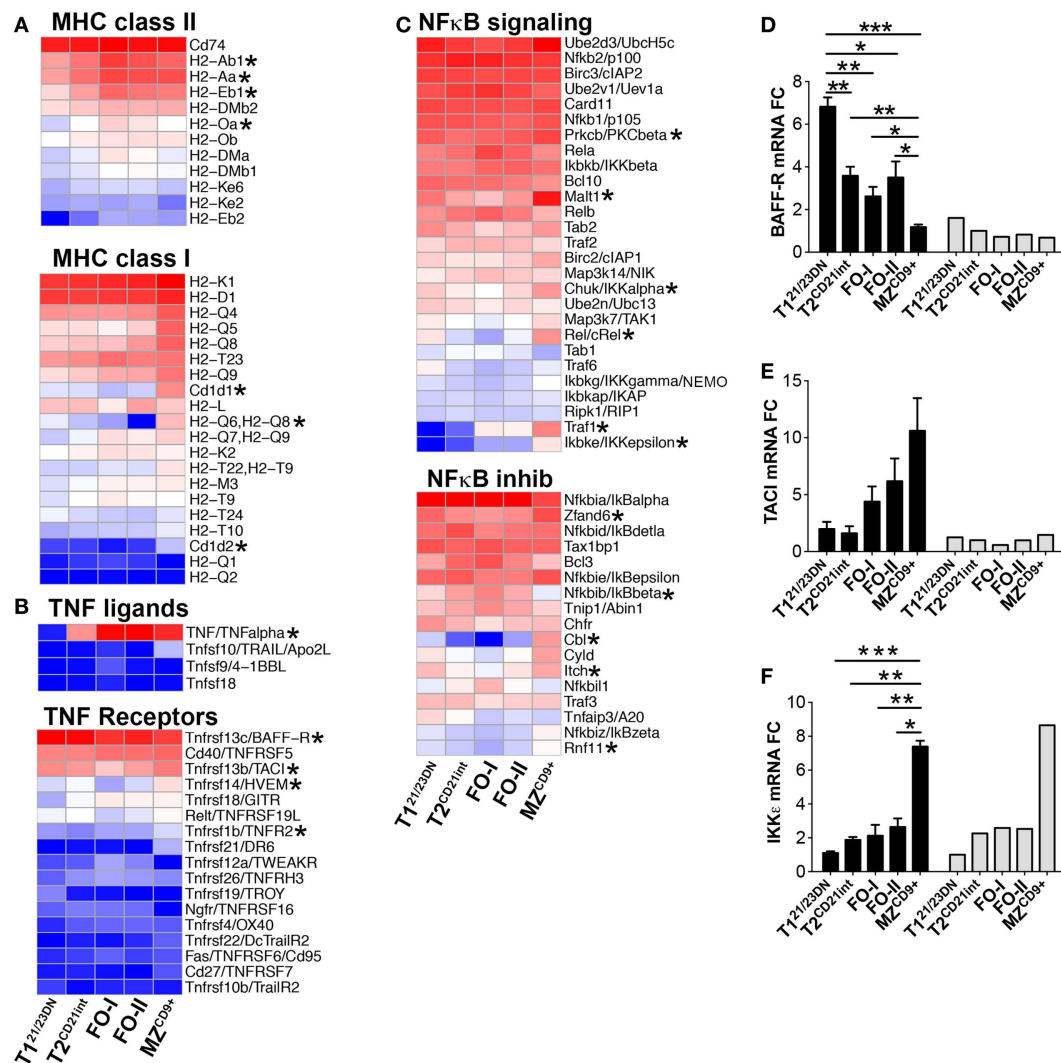 A
MHC class II
Cd74
H2−Ab1*
H2−Aa*
H2−Eb1*
H2−DMb2
H2−Oa*
H2−Ob
H2−DMa
H2−DMb1
H2−Ke6
H2−Ke2
H2−Eb2
MHC class I
H2−K1
H2−D1
H2−Q4
H2−Q5
H2−Q8
H2−T23
H2−Q9
Cd1d1*
H2−L
H2−Q6,H2−Q8*
H2−Q7,H2−Q9
H2−K2
H2−T22,H2−T9
H2−M3
H2−T9
H2−T24
H2−T10
Cd1d2*
H2−Q1
H2−Q2
B
TNF ligands
TNF/TNFalpha*
Tnfsf10/TRAIL/Apo2L
Tnfsf9/4−1BBL
Tnfsf18
TNF Receptors
Tnfrsf13c/BAFF−R*
Cd40/TNFRSF5
Tnfrsf13b/TACI*
Tnfrsf14/HVEM*
Tnfrsf18/GITR
Relt/TNFRSF19L
Tnfrsf1b/TNFR2*
Tnfrsf21/DR6
Tnfrsf12a/TWEAKR
Tnfrsf26/TNFRH3
Tnfrsf19/TROY
Ngfr/TNFRSF16
Tnfrsf4/OX40
Tnfrsf22/DcTrailR2
Fas/TNFRSF6/Cd95
Cd27/TNFRSF7
Tnfrsf10b/TrailR2
T1 21/23DN
T2 CD21int
FO-I
FO-II
MZ CD9+
C
NFκB signaling
Ube2d3/UbcH5c
Nfkb2/p100
Birc3/cIAP2
Ube2v1/Uev1a
Card11
Nfkb1/p105
Prkcb/PKCbeta*
Rela
Ikbkb/IKKbeta
Bcl10
Malt1*
Relb
Tab2
Traf2
Birc2/cIAP1
Map3k14/NIK
Chuk/IKKalpha*
Ube2n/Ubc13
Map3k7/TAK1
Rel/cRel*
Tab1
Traf6
Ikbkg/IKKgamma/NEMO
Ikbkap/IKAP
Ripk1/RIP1
Traf1*
Ikbke/IKKepsilon*
NFκB inhib
Nfkbia/IkBalpha
Zfand6*
Nfkbid/IkBdetla
Tax1bp1
Bcl3
Nfkbie/IkBepsilon
Nfkbib/IkBbeta*
Tnip1/Abin1
Chfr
Cbl*
Cyld
Itch*
Nfkbil1
Traf3
Tnfaip3/A20
Nfkbiz/IkBzeta
Rnf11*
T1 21/23DN
T2 CD21int
FO-I
FO-II
MZ CD9+
D
BAFF-R mRNA FC
8
6
4
2
0
***
*
**
**
**
*
*
T1 21/23DN
T2 CD21int
FO-I
FO-II
MZ CD9+
T1 21/23DN
T2 CD21int
FO-I
FO-II
MZ CD9+
E
TACI mRNA FC
15
10
5
0
T1 21/23DN
T2 CD21int
FO-I
FO-II
MZ CD9+
T1 21/23DN
T2 CD21int
FO-I
FO-II
MZ CD9+
F
IKKε mRNA FC
10
8
6
4
2
0
***
**
**
*
T1 21/23DN
T2 CD21int
FO-I
FO-II
MZ CD9+
T1 21/23DN
T2 CD21int
FO-I
FO-II
MZ CD9+